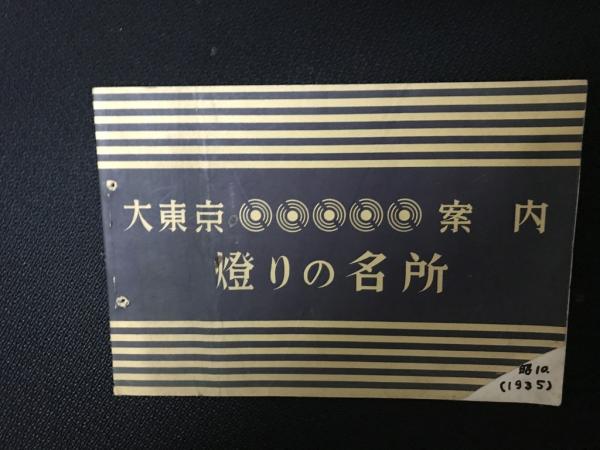 大東京 案内
燈りの名所
昭10.
(1935)